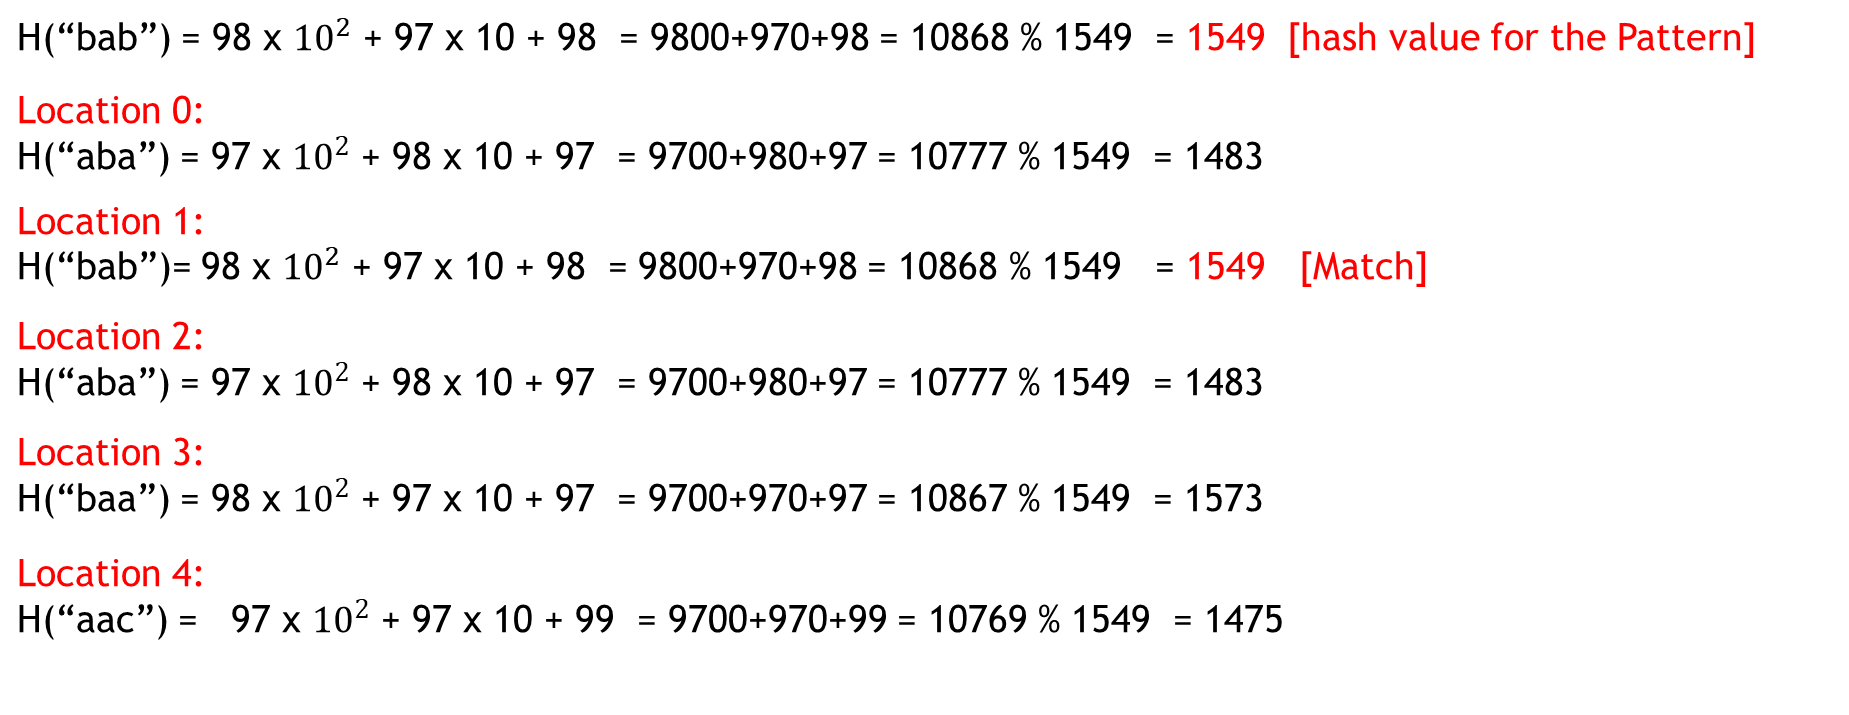 H(“bab”) = 98 x 10² + 97 x 10 + 98 = 9800+970+98 = 10868 % 1549 = 1549 [hash value for the Pattern]
Location 0:
H(“aba”) = 97 x 10² + 98 x 10 + 97 = 9700+980+97 = 10777 % 1549 = 1483
Location 1:
H(“bab”)= 98 x 10² + 97 x 10 + 98 = 9800+970+98 = 10868 % 1549 = 1549 [Match]
Location 2:
H(“aba”) = 97 x 10² + 98 x 10 + 97 = 9700+980+97 = 10777 % 1549 = 1483
Location 3:
H(“baa”) = 98 x 10² + 97 x 10 + 97 = 9700+970+97 = 10867 % 1549 = 1573
Location 4:
H(“aac”) = 97 x 10² + 97 x 10 + 99 = 9700+970+99 = 10769 % 1549 = 1475